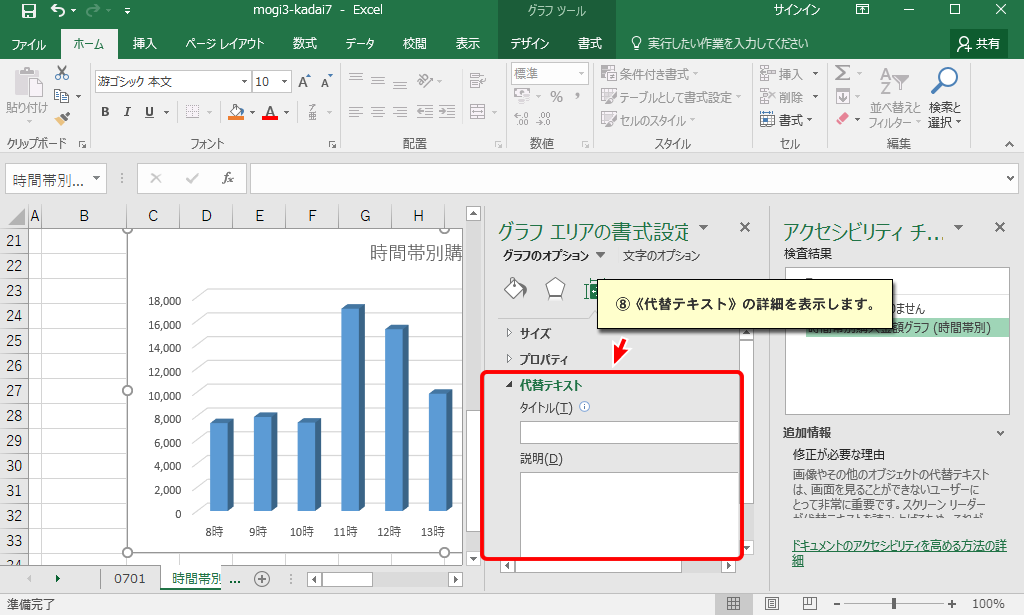 mogi3-kadai7 - Excel
グラフ ツール
サインイン
ファイル ホーム 挿入 ページ レイアウト 数式 データ 校閲 表示 デザイン 書式 実行したい作業を入力してください 共有
貼り付け
クリップボード
游ゴシック 本文 10
B I U
フォント
配置
標準
数値
条件付き書式
テーブルとして書式設定
セルのスタイル
スタイル
挿入
削除
書式
セル
並べ替えと
フィルター
検索と
選択
編集
時間帯別...
fx
A B C D E F G H
21
22
23
24
25
26
27
28
29
30
31
32
33
時間帯別購
18,000
16,000
14,000
12,000
10,000
8,000
6,000
4,000
2,000
0
8時 9時 10時 11時 12時 13時
グラフ エリアの書式設定
グラフのオプション 文字のオプション
⑧《代替テキスト》の詳細を表示します。
サイズ
プロパティ
代替テキスト
タイトル(T)
説明(D)
アクセシビリティ チ...
検査結果
ません
グラフ (時間帯別)
追加情報
修正が必要な理由
画像やその他のオブジェクトの代替テキスト
は、画面を見ることができないユーザーに
とって非常に重要です。スクリーン リーダー
ドキュメントのアクセシビリティを高める方法の詳
細
0701 時間帯別 ...
準備完了
100%